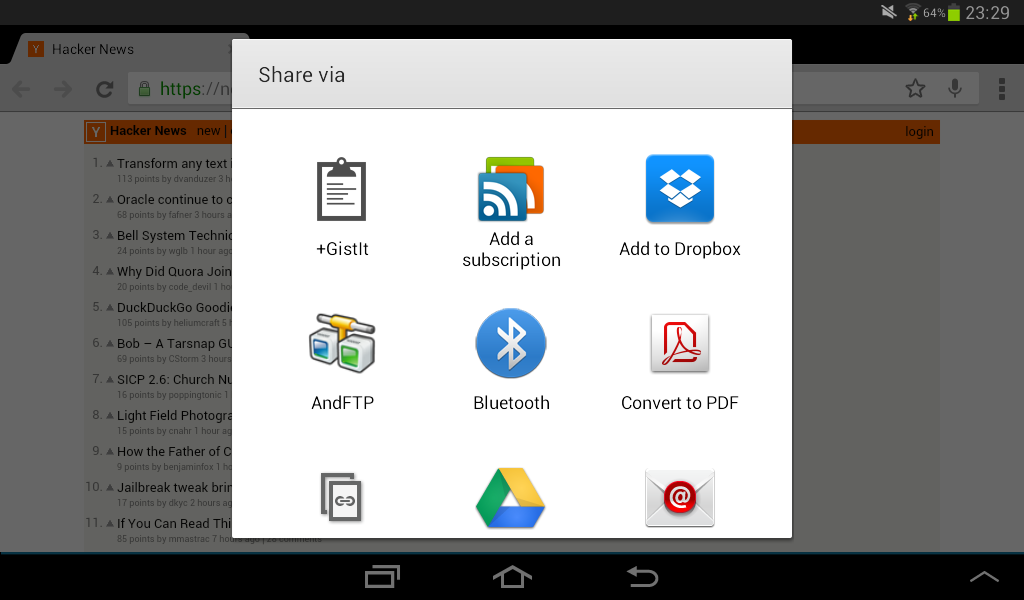 64% 23:29
Hacker News
https://n
Share via
Y Hacker News new | login
+GistIt
Add a
subscription
Add to Dropbox
AndFTP
Bluetooth
Convert to PDF
1. Transform any text
113 points by dvanduzer 3 h
2. Oracle continue to c
68 points by fafner 3 hours a
3. Bell System Technic
24 points by wglb 1 hour ago
4. Why Did Quora Join
20 points by code_devil 1 hou
5. DuckDuckGo Goodi
105 points by heliumcraft 5
6. Bob – A Tarsnap GU
69 points by CStorm 3 hours
7. SICP 2.6: Church Nu
16 points by poppingtonic 1
8. Light Field Photogra
15 points by cnahr 1 hour ag
9. How the Father of C
9 points by benjaminfox 1 ho
10. Jailbreak tweak brin
17 points by dkyc 2 hours ag
11. If You Can Read Thi
85 points by mmastrac 7 hours ago | 28 comments